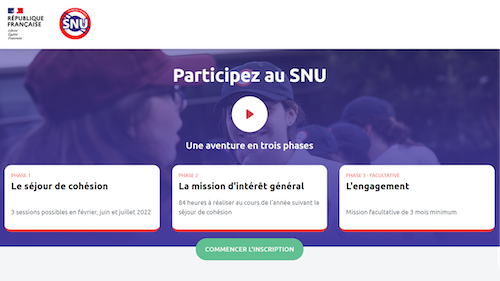 RÉPUBLIQUE
FRANÇAISE
Liberté
Égalité
Fraternité
SNU
Participez au SNU
Une aventure en trois phases
PHASE 1
Le séjour de cohésion
3 sessions possibles en février, juin et juillet 2022
PHASE 2
La mission d'intérêt général
84 heures à réaliser au cours de l'année suivant le
séjour de cohésion
PHASE 3 - FACULTATIVE
L'engagement
Mission facultative de 3 mois minimum
COMMENCER L'INSCRIPTION